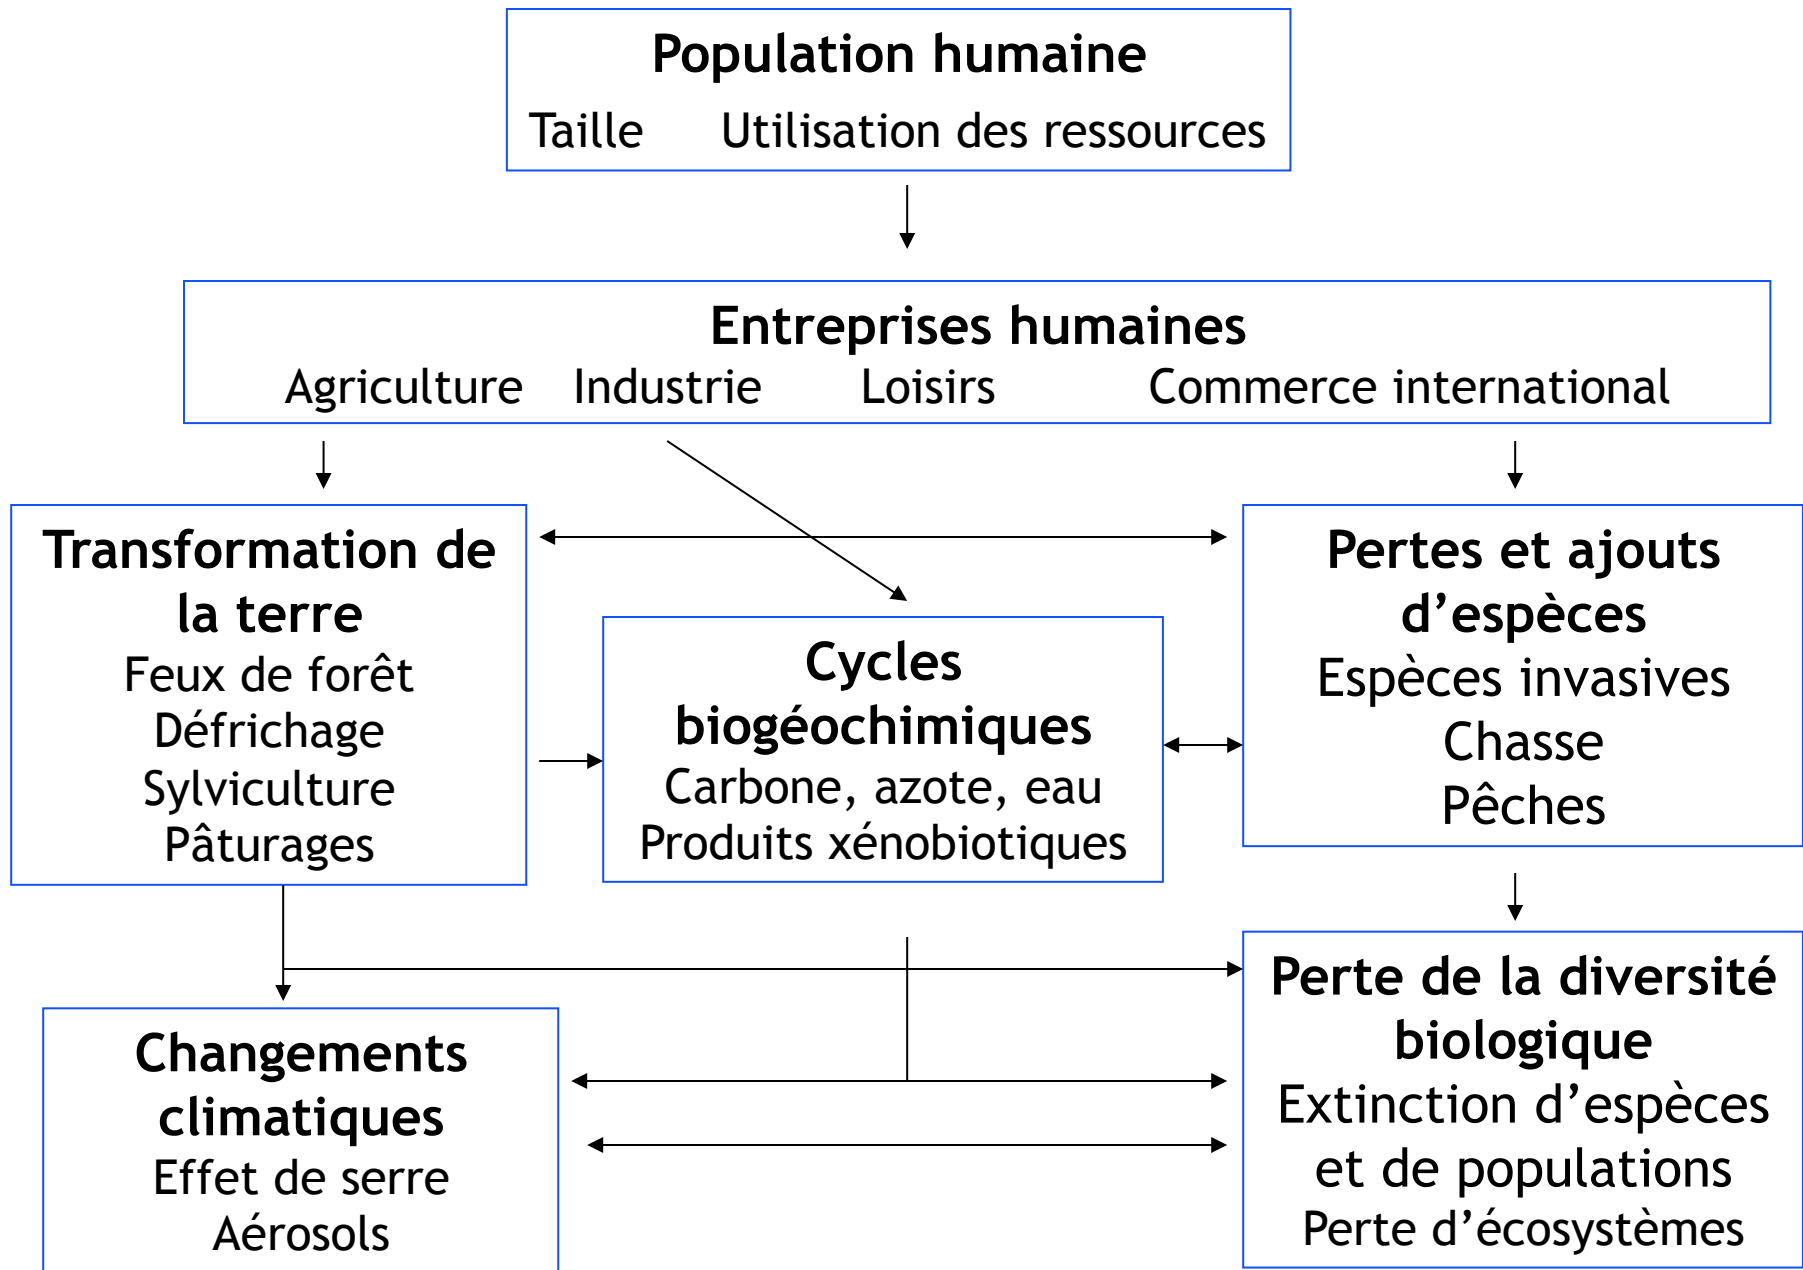 Population humaine
Taille Utilisation des ressources
Entreprises humaines
Agriculture Industrie Loisirs Commerce international
Transformation de
la terre
Feux de forêt
Défrichage
Sylviculture
Pâturages
Cycles
biogéochimiques
Carbone, azote, eau
Produits xénobiotiques
Pertes et ajouts
d’espèces
Espèces invasives
Chasse
Pêches
Changements
climatiques
Effet de serre
Aérosols
Perte de la diversité
biologique
Extinction d’espèces
et de populations
Perte d’écosystèmes